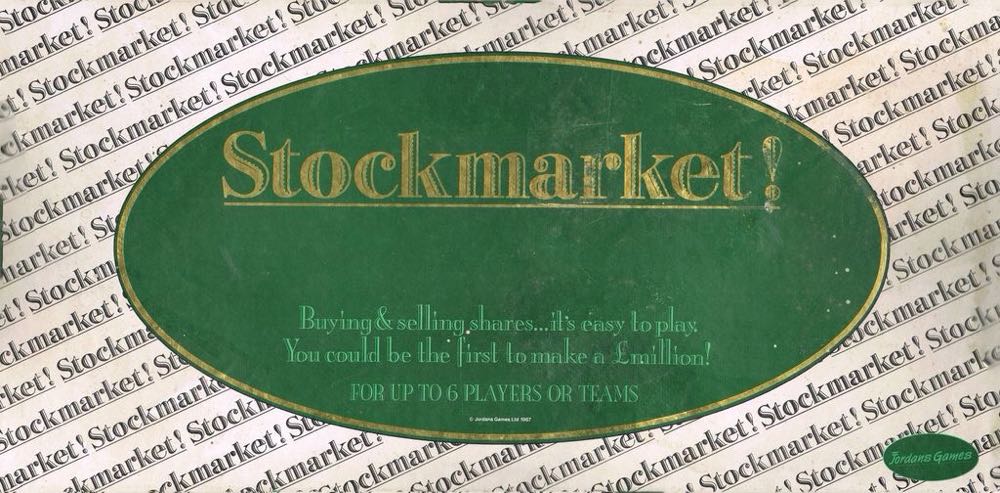 Stockmarket!
Buying & selling shares...it's easy to play.
You could be the first to make a £million!
FOR UP TO 6 PLAYERS OR TEAMS
© Jordans Games Ltd 1987
Jordans Games